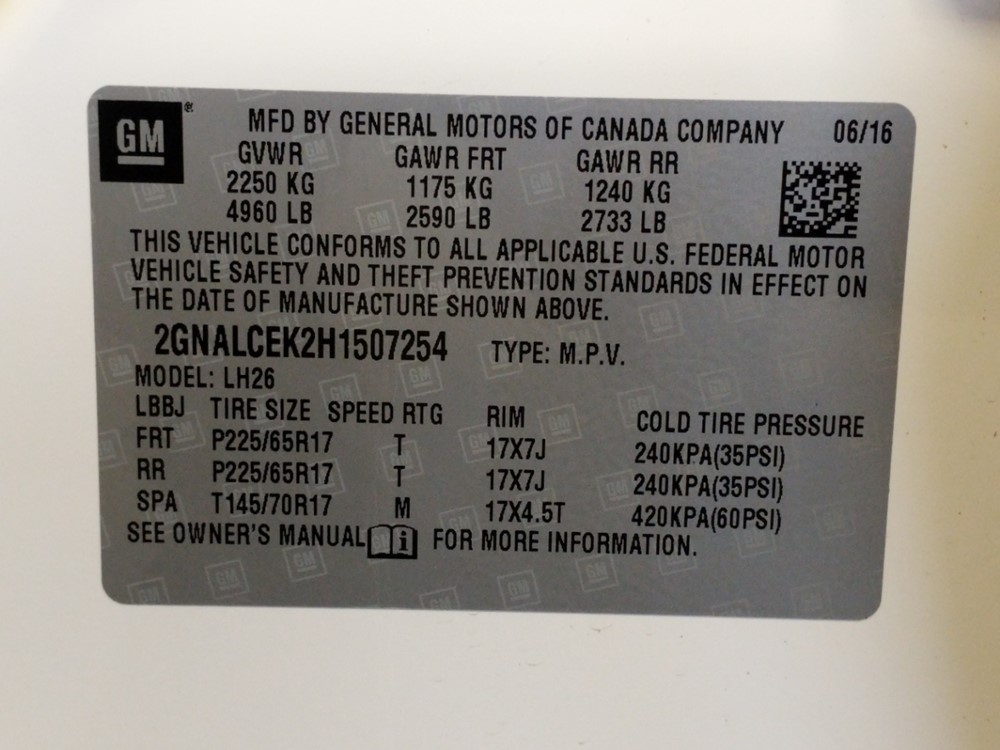 GM ® MFD BY GENERAL MOTORS OF CANADA COMPANY 06/16
GVWR GAWR FRT GAWR RR
2250 KG 1175 KG 1240 KG
4960 LB 2590 LB 2733 LB
THIS VEHICLE CONFORMS TO ALL APPLICABLE U.S. FEDERAL MOTOR
VEHICLE SAFETY AND THEFT PREVENTION STANDARDS IN EFFECT ON
THE DATE OF MANUFACTURE SHOWN ABOVE.
2GNALCEK2H1507254 TYPE: M.P.V.
MODEL: LH26
LBBJ TIRE SIZE SPEED RTG RIM COLD TIRE PRESSURE
FRT P225/65R17 T 17X7J 240KPA(35PSI)
RR P225/65R17 T 17X7J 240KPA(35PSI)
SPA T145/70R17 M 17X4.5T 420KPA(60PSI)
SEE OWNER'S MANUAL i FOR MORE INFORMATION.